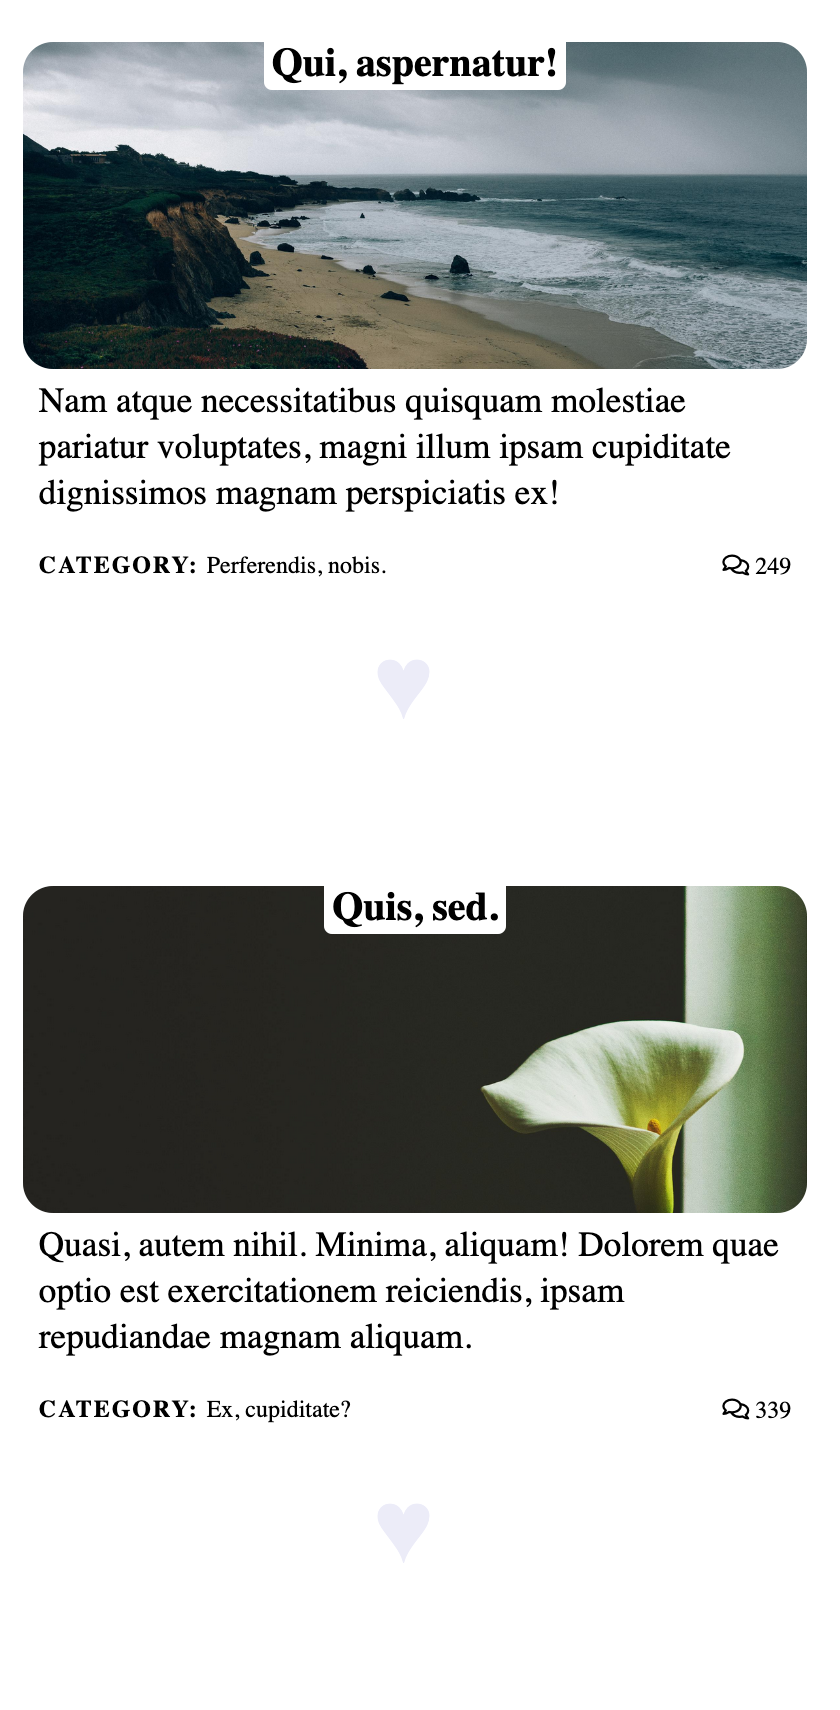 Qui, aspernatur!
Nam atque necessitatibus quisquam molestiae
pariatur voluptates, magni illum ipsam cupiditate
dignissimos magnam perspiciatis ex!
CATEGORY: Perferendis, nobis. 249
Quis, sed.
Quasi, autem nihil. Minima, aliquam! Dolorem quae
optio est exercitationem reiciendis, ipsam
repudiandae magnam aliquam.
CATEGORY: Ex, cupiditate? 339